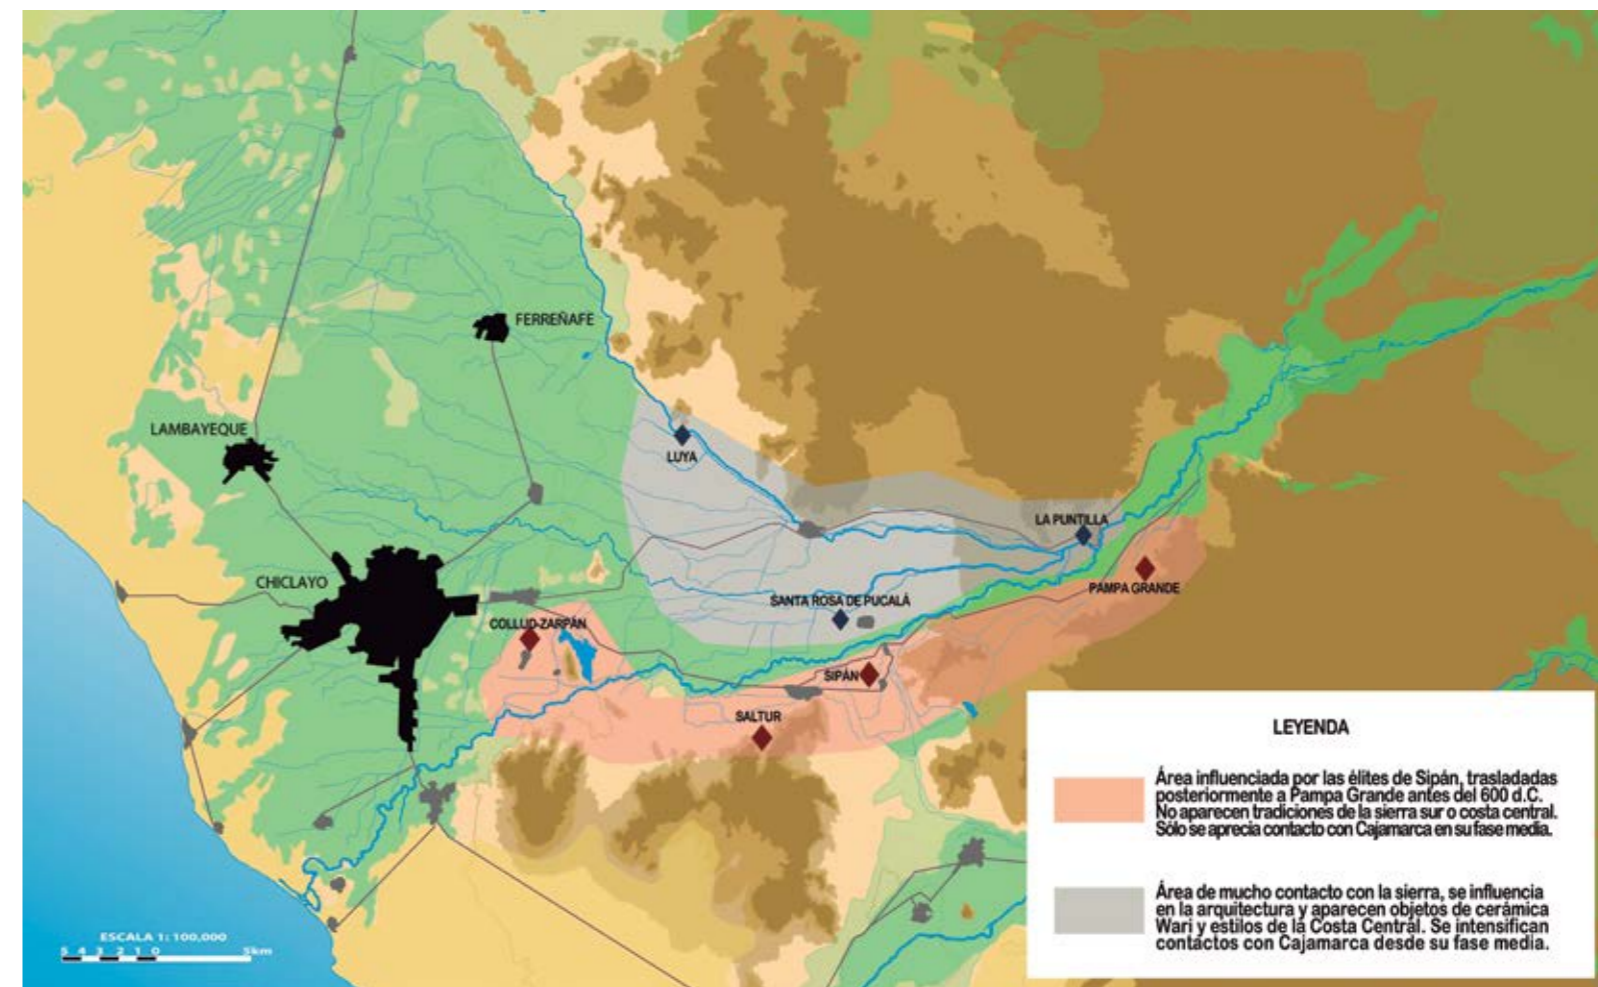 FERREÑAFE
LAMBAYEQUE
LUYA
LA PUNTILLA
CHICLAYO
PAMPA GRANDE
SANTA ROSA DE PUCALÁ
COLLUD-ZARPÁN
SIPÁN
SALTUR
LEYENDA
Área influenciada por las élites de Sipán, trasladadas
posteriormente a Pampa Grande antes del 600 d.C.
No aparecen tradiciones de la sierra sur o costa central.
Sólo se aprecia contacto con Cajamarca en su fase media.
Área de mucho contacto con la sierra, se influencia
en la arquitectura y aparecen objetos de cerámica
Wari y estilos de la Costa Central. Se intensifican
contactos con Cajamarca desde su fase media.
ESCALA 1: 100,000
5 4 3 2 1 0 5km